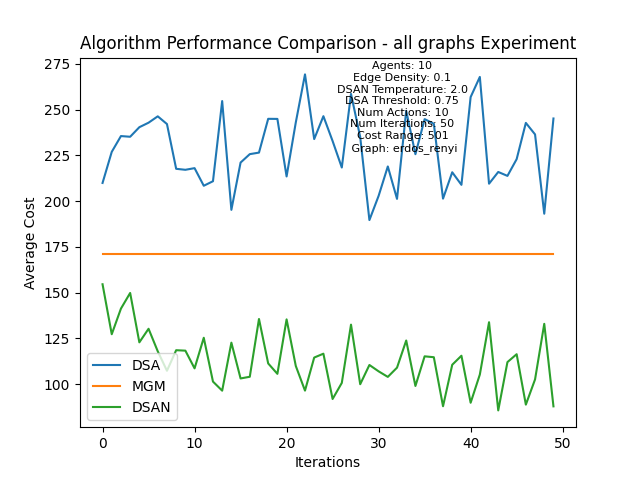 Algorithm Performance Comparison - all graphs Experiment
Agents: 10
Edge Density: 0.1
DSAN Temperature: 2.0
DSA Threshold: 0.75
Num Actions: 10
Num Iterations: 50
Cost Range: 501
Graph: erdos_renyi
275
250
225
200
175
150
125
100
Average Cost
DSA
MGM
DSAN
0
10
20
30
40
50
Iterations